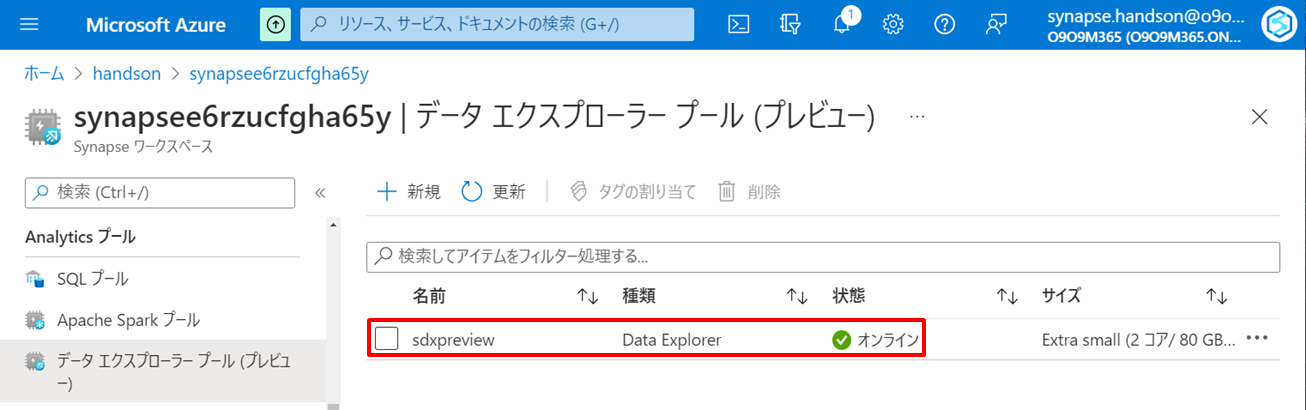 Microsoft Azure
リソース、サービス、ドキュメントの検索 (G+/)
1
synapse.handson@o9o...
O9O9M365 (O9O9M365.ON...
ホーム > handson > synapsee6rzucfgha65y
synapsee6rzucfgha65y | データ エクスプローラー プール (プレビュー) ...
Synapse ワークスペース
検索 (Ctrl+/) «
新規 更新 タグの割り当て 削除
Analytics プール
SQL プール
Apache Spark プール
データ エクスプローラー プール (プレビュ
ー)
検索してアイテムをフィルター処理する...
名前 種類 状態 サイズ
sdxpreview Data Explorer オンライン Extra small (2 コア/ 80 GB... ...